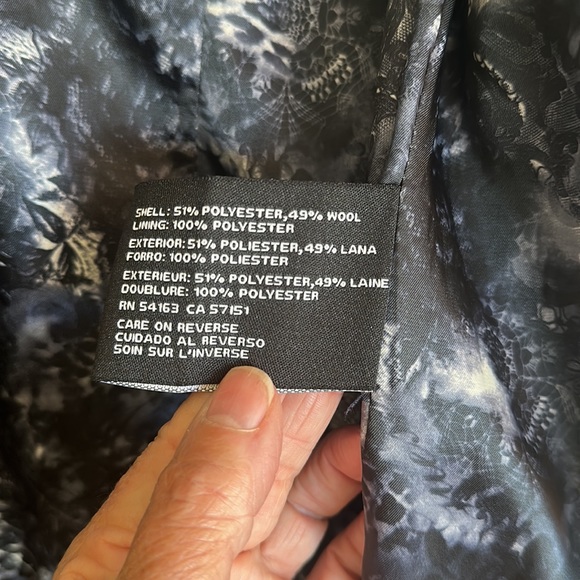 SHELL: 51% POLYESTER,49% WOOL
LINING: 100% POLYESTER
EXTERIOR: 51% POLIESTER,49% LANA
FORRO: 100% POLIESTER
EXTÉRIEUR: 51% POLYESTER,49% LAINE
DOUBLURE: 100% POLYESTER
RN 54163 CA 57151
CARE ON REVERSE
CUIDADO AL REVERSO
SOIN SUR L'INVERSE